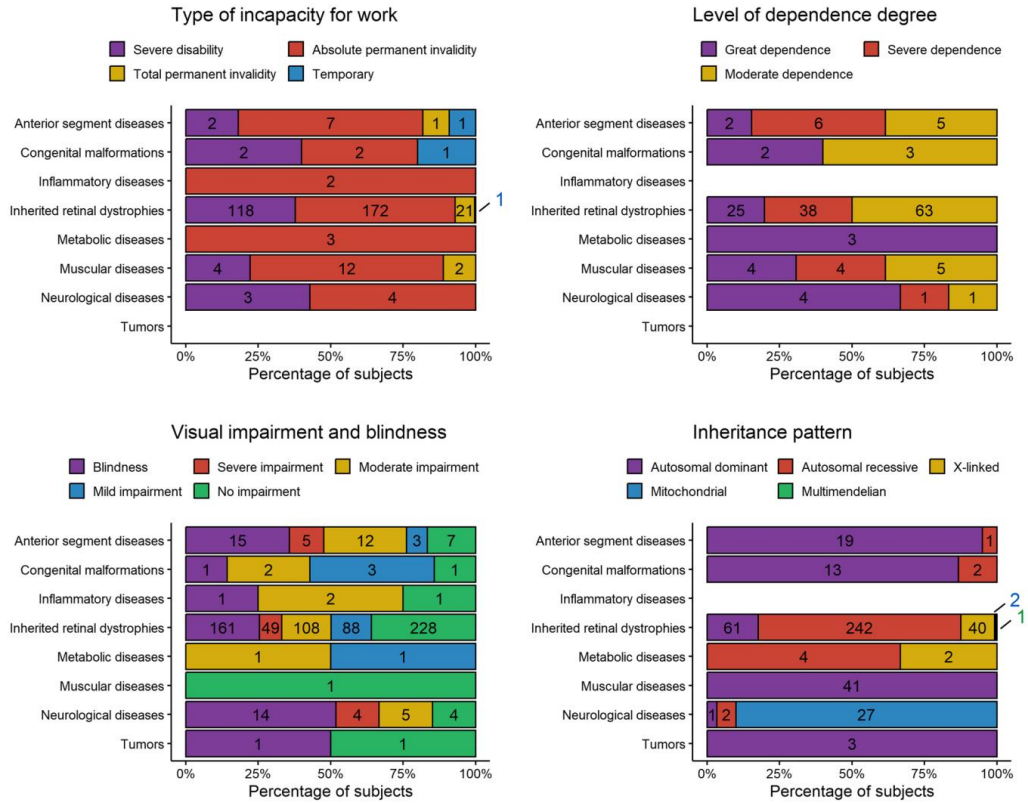 Type of incapacity for work
Severe disability Absolute permanent invalidity
Total permanent invalidity Temporary
Anterior segment diseases 2 7 1 1
Congenital malformations 2 2 1
Inflammatory diseases 2
Inherited retinal dystrophies 118 172 21 1
Metabolic diseases 3
Muscular diseases 4 12 2
Neurological diseases 3 4
Tumors
0% 25% 50% 75% 100%
Percentage of subjects
Level of dependence degree
Great dependence Severe dependence
Moderate dependence
Anterior segment diseases 2 6 5
Congenital malformations 2 3
Inflammatory diseases
Inherited retinal dystrophies 25 38 63
Metabolic diseases 3
Muscular diseases 4 4 5
Neurological diseases 4 1 1
Tumors
0% 25% 50% 75% 100%
Percentage of subjects
Visual impairment and blindness
Blindness Severe impairment Moderate impairment
Mild impairment No impairment
Anterior segment diseases 15 5 12 3 7
Congenital malformations 1 2 3 1
Inflammatory diseases 1 2 1
Inherited retinal dystrophies 161 49 108 88 228
Metabolic diseases 1 1
Muscular diseases 1
Neurological diseases 14 4 5 4
Tumors 1 1
0% 25% 50% 75% 100%
Percentage of subjects
Inheritance pattern
Autosomal dominant Autosomal recessive X-linked
Mitochondrial Multimendelian
Anterior segment diseases 19 1
Congenital malformations 13 2
Inflammatory diseases
2
Inherited retinal dystrophies 61 242 40 1
Metabolic diseases 4 2
Muscular diseases 41
Neurological diseases 1 2 27
Tumors 3
0% 25% 50% 75% 100%
Percentage of subjects